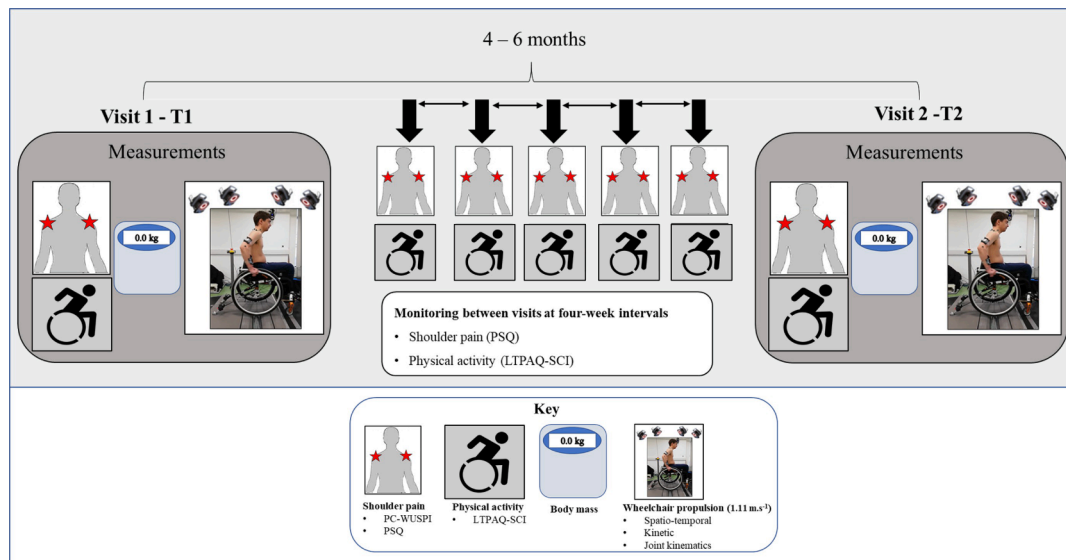 4 – 6 months
Visit 1 - T1
Measurements
0.0 kg
Monitoring between visits at four-week intervals
• Shoulder pain (PSQ)
• Physical activity (LTPAQ-SCI)
Visit 2 -T2
Measurements
0.0 kg
Key
0.0 kg
Shoulder pain
• PC-WUSPI
• PSQ
Physical activity
• LTPAQ-SCI
Body mass
Wheelchair propulsion (1.11 m.s⁻¹)
• Spatio-temporal
• Kinetic
• Joint kinematics